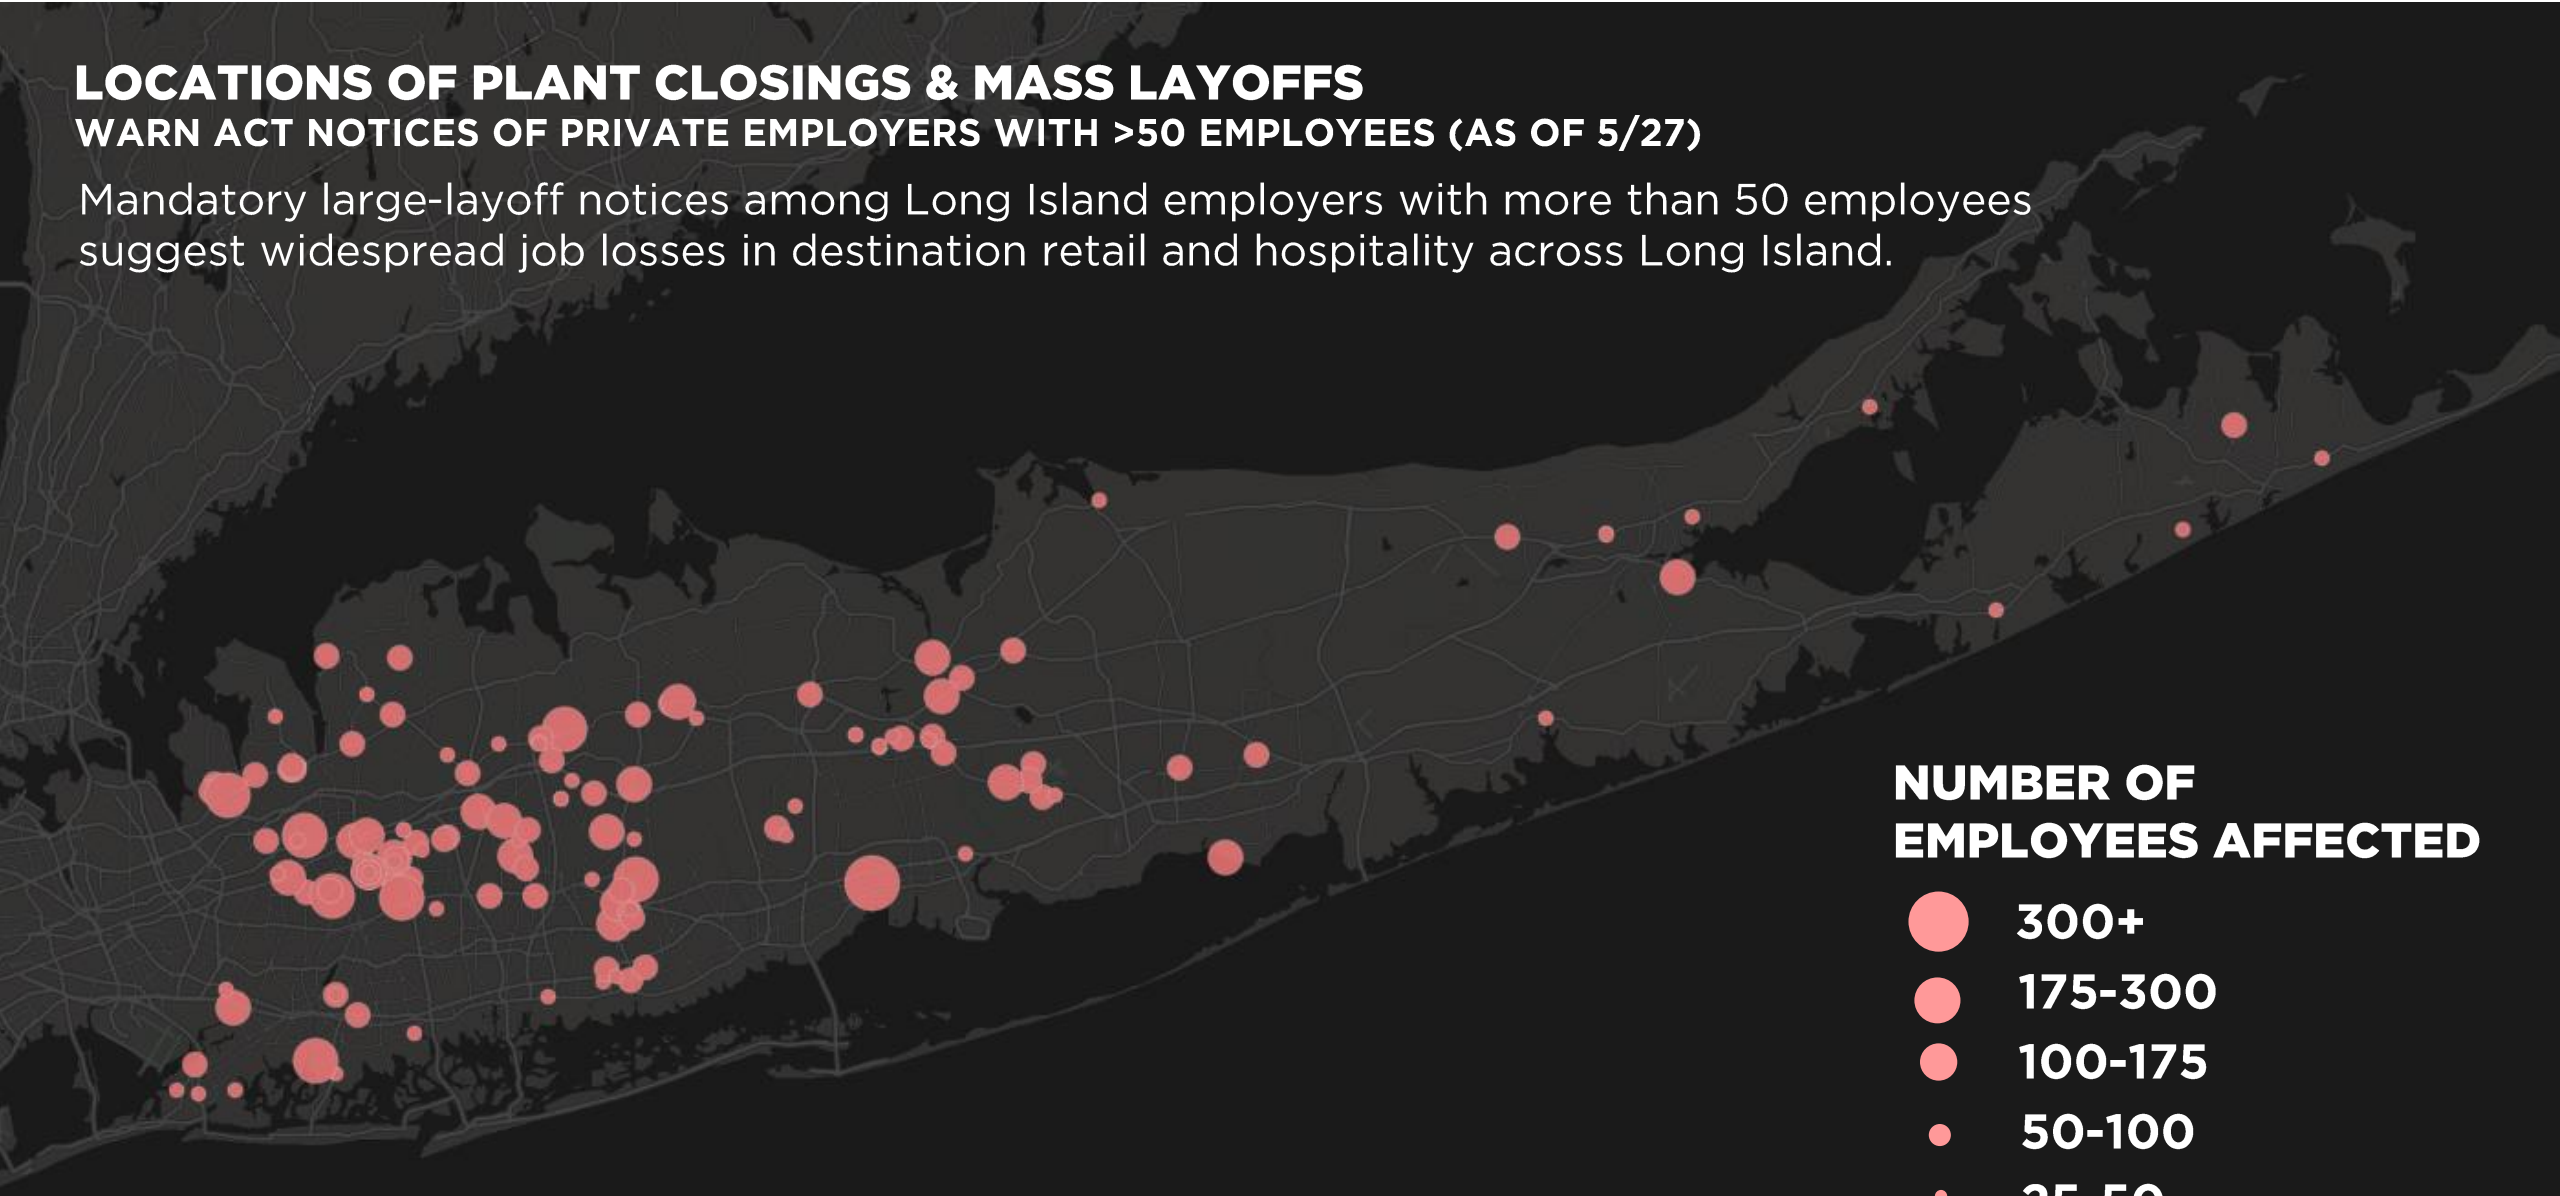 LOCATIONS OF PLANT CLOSINGS & MASS LAYOFFS
WARN ACT NOTICES OF PRIVATE EMPLOYERS WITH >50 EMPLOYEES (AS OF 5/27)
Mandatory large-layoff notices among Long Island employers with more than 50 employees
suggest widespread job losses in destination retail and hospitality across Long Island.
NUMBER OF
EMPLOYEES AFFECTED
300+
175-300
100-175
50-100